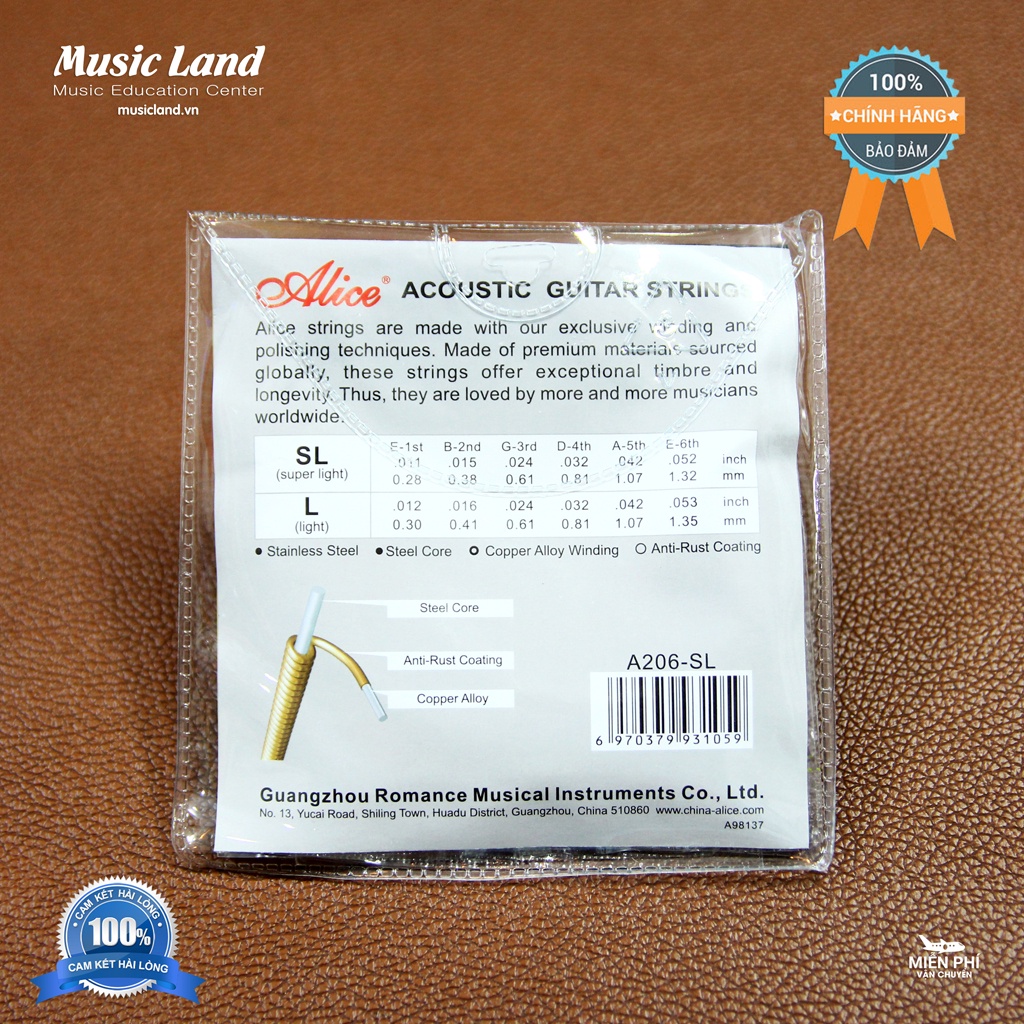 Music Land
Music Education Center
musicland.vn
100%
CHÍNH HÃNG
BẢO ĐẢM
Alice® ACOUSTIC GUITAR STRINGS
Alice strings are made with our exclusive winding and
polishing techniques. Made of premium materials sourced
globally, these strings offer exceptional timbre and
longevity. Thus, they are loved by more and more musicians
worldwide.
E-1st B-2nd G-3rd D-4th A-5th E-6th
SL .011 .015 .024 .032 .042 .052 inch
(super light) 0.28 0.38 0.61 0.81 1.07 1.32 mm
L .012 .016 .024 .032 .042 .053 inch
(light) 0.30 0.41 0.61 0.81 1.07 1.35 mm
Stainless Steel Steel Core Copper Alloy Winding Anti-Rust Coating
Steel Core
Anti-Rust Coating
Copper Alloy
A206-SL
6 970379 931059
Guangzhou Romance Musical Instruments Co., Ltd.
No. 13, Yucai Road, Shiling Town, Huadu District, Guangzhou, China 510860 www.china-alice.com
A98137
CAM KẾT HÀI LÒNG
100%
CAM KẾT HÀI LÒNG
MIỄN PHÍ
VẬN CHUYỂN